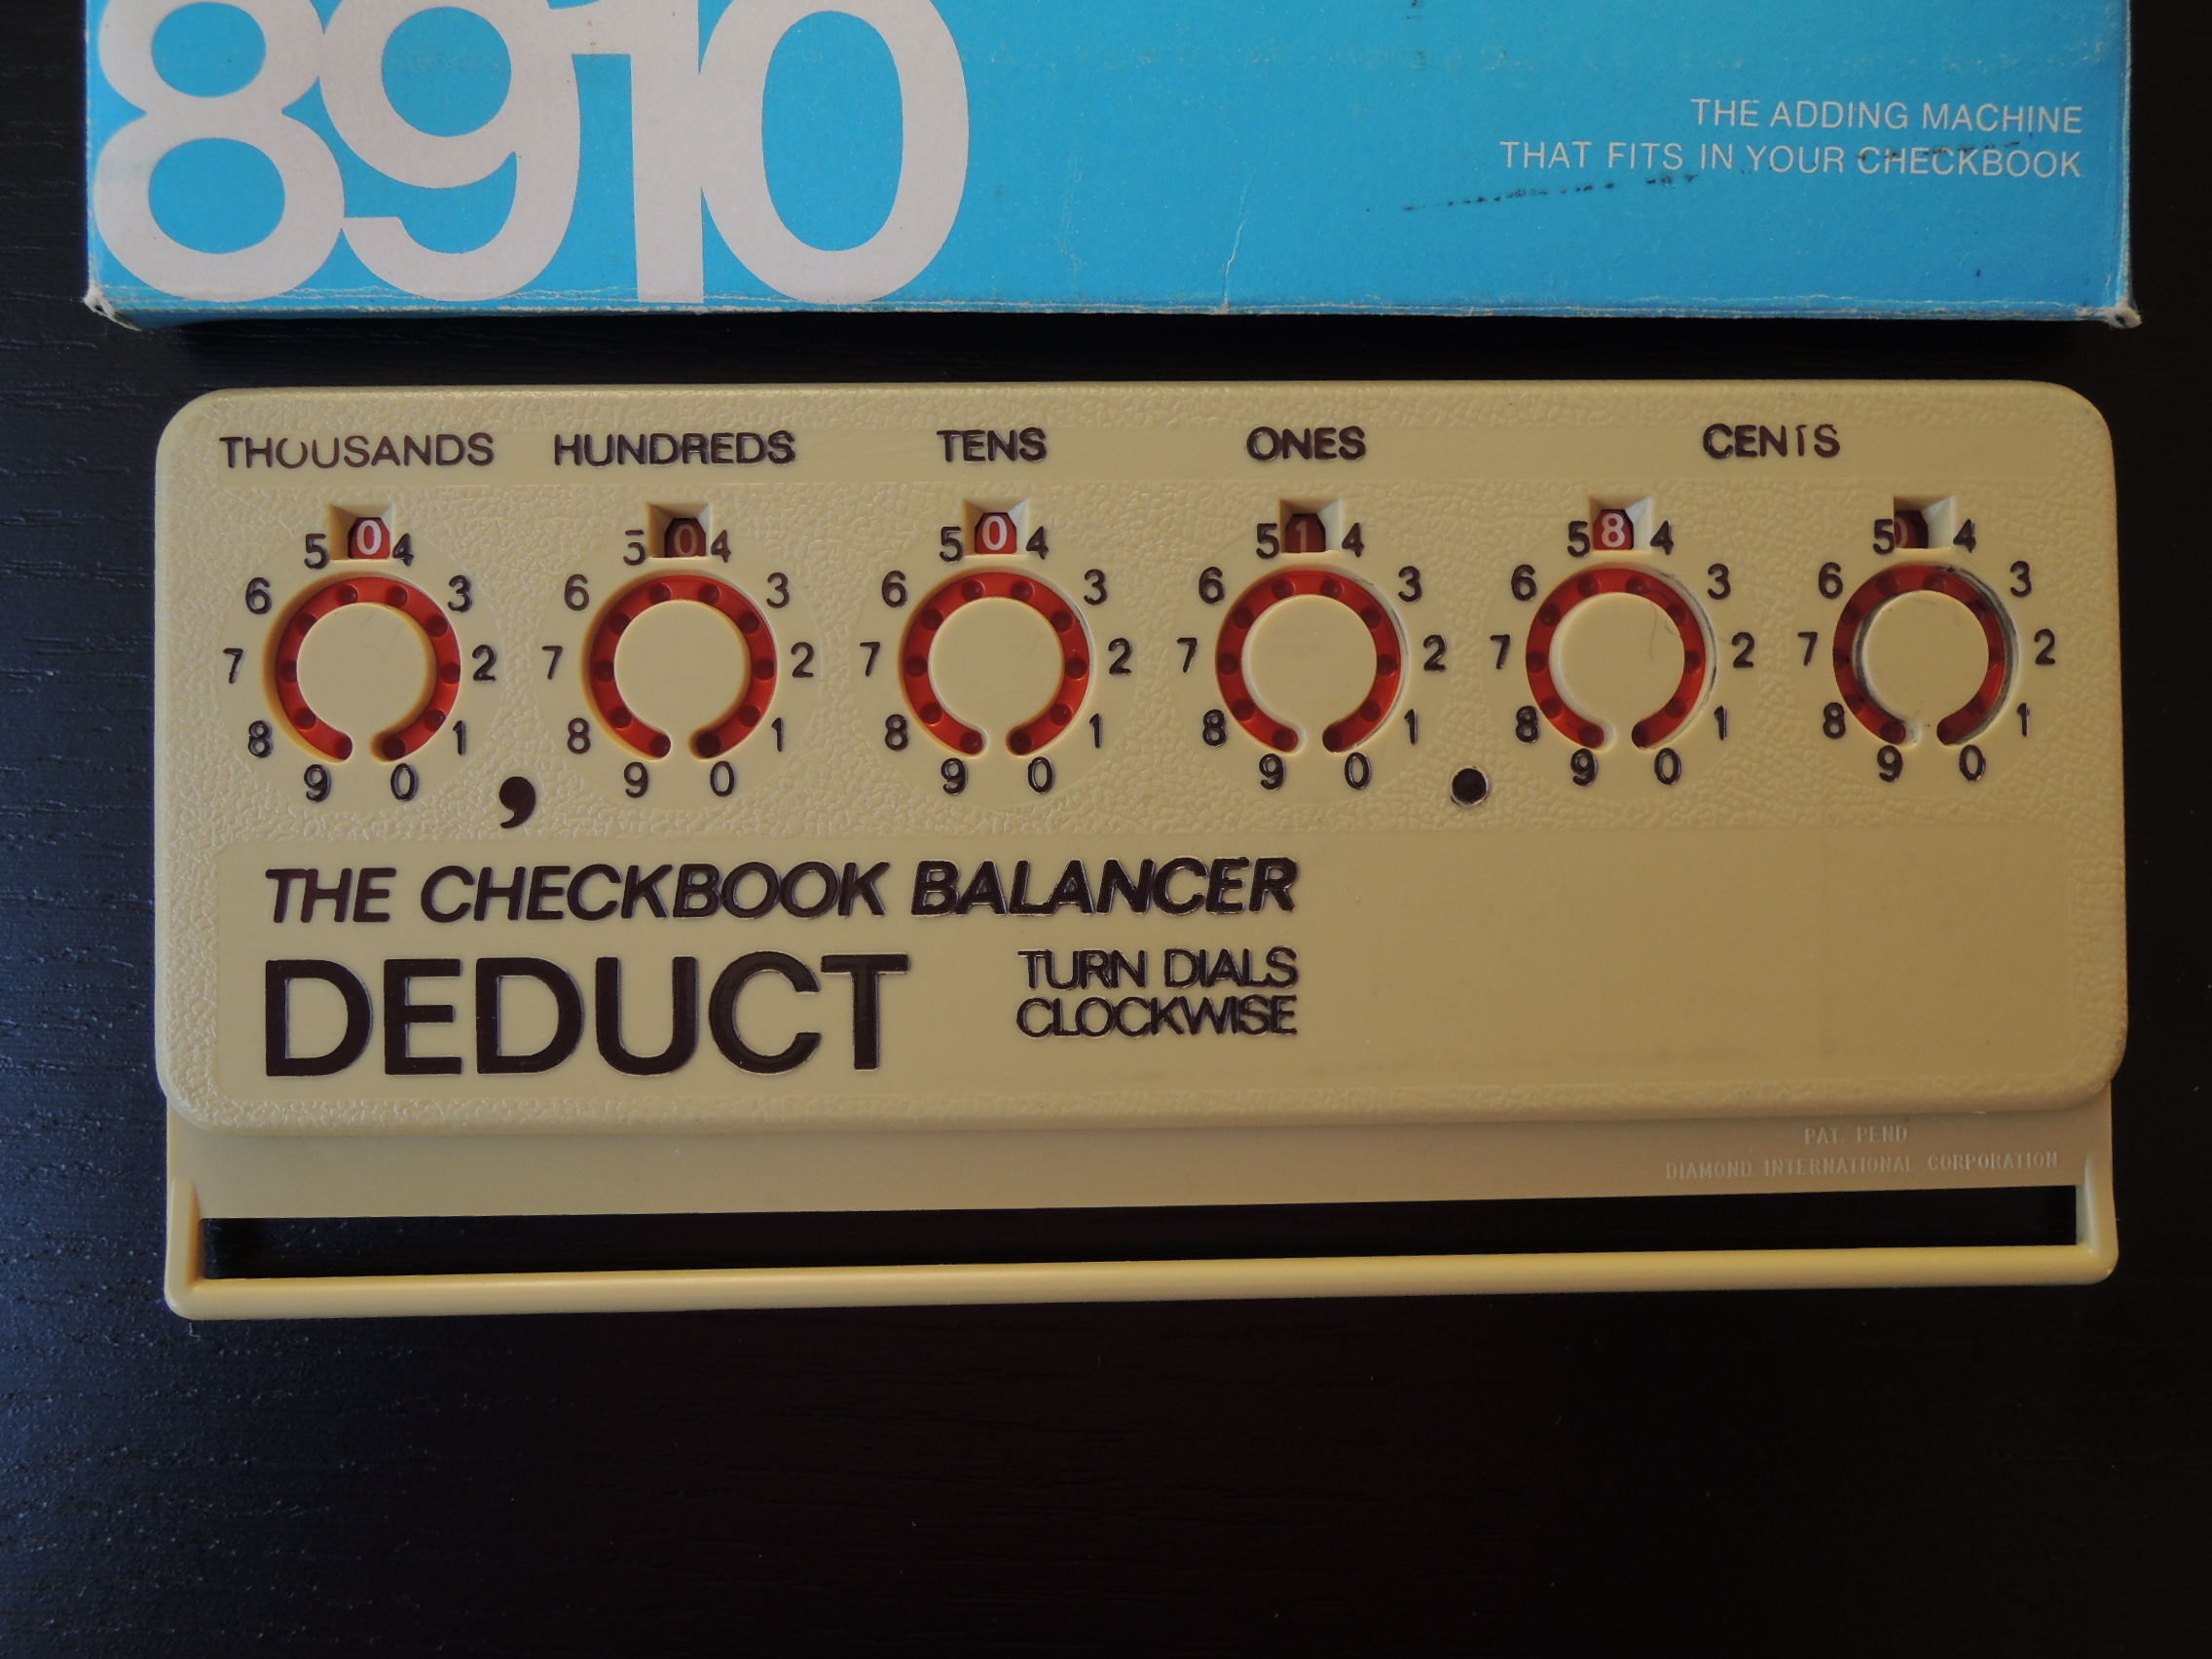 8910
THE ADDING MACHINE
THAT FITS IN YOUR CHECKBOOK
THOUSANDS HUNDREDS TENS ONES CENTS
0 0 0 1 8
5 4 5 4 5 4 5 4 5 4 5 4
6 3 6 3 6 3 6 3 6 3 6 3
7 2 7 2 7 2 7 2 7 2 7 2
8 1 8 1 8 1 8 1 8 1 8 1
9 0 , 9 0 9 0 9 0 . 9 0 9 0
THE CHECKBOOK BALANCER
DEDUCT
TURN DIALS
CLOCKWISE
PAT. PEND.
DIAMOND INTERNATIONAL CORPORATION